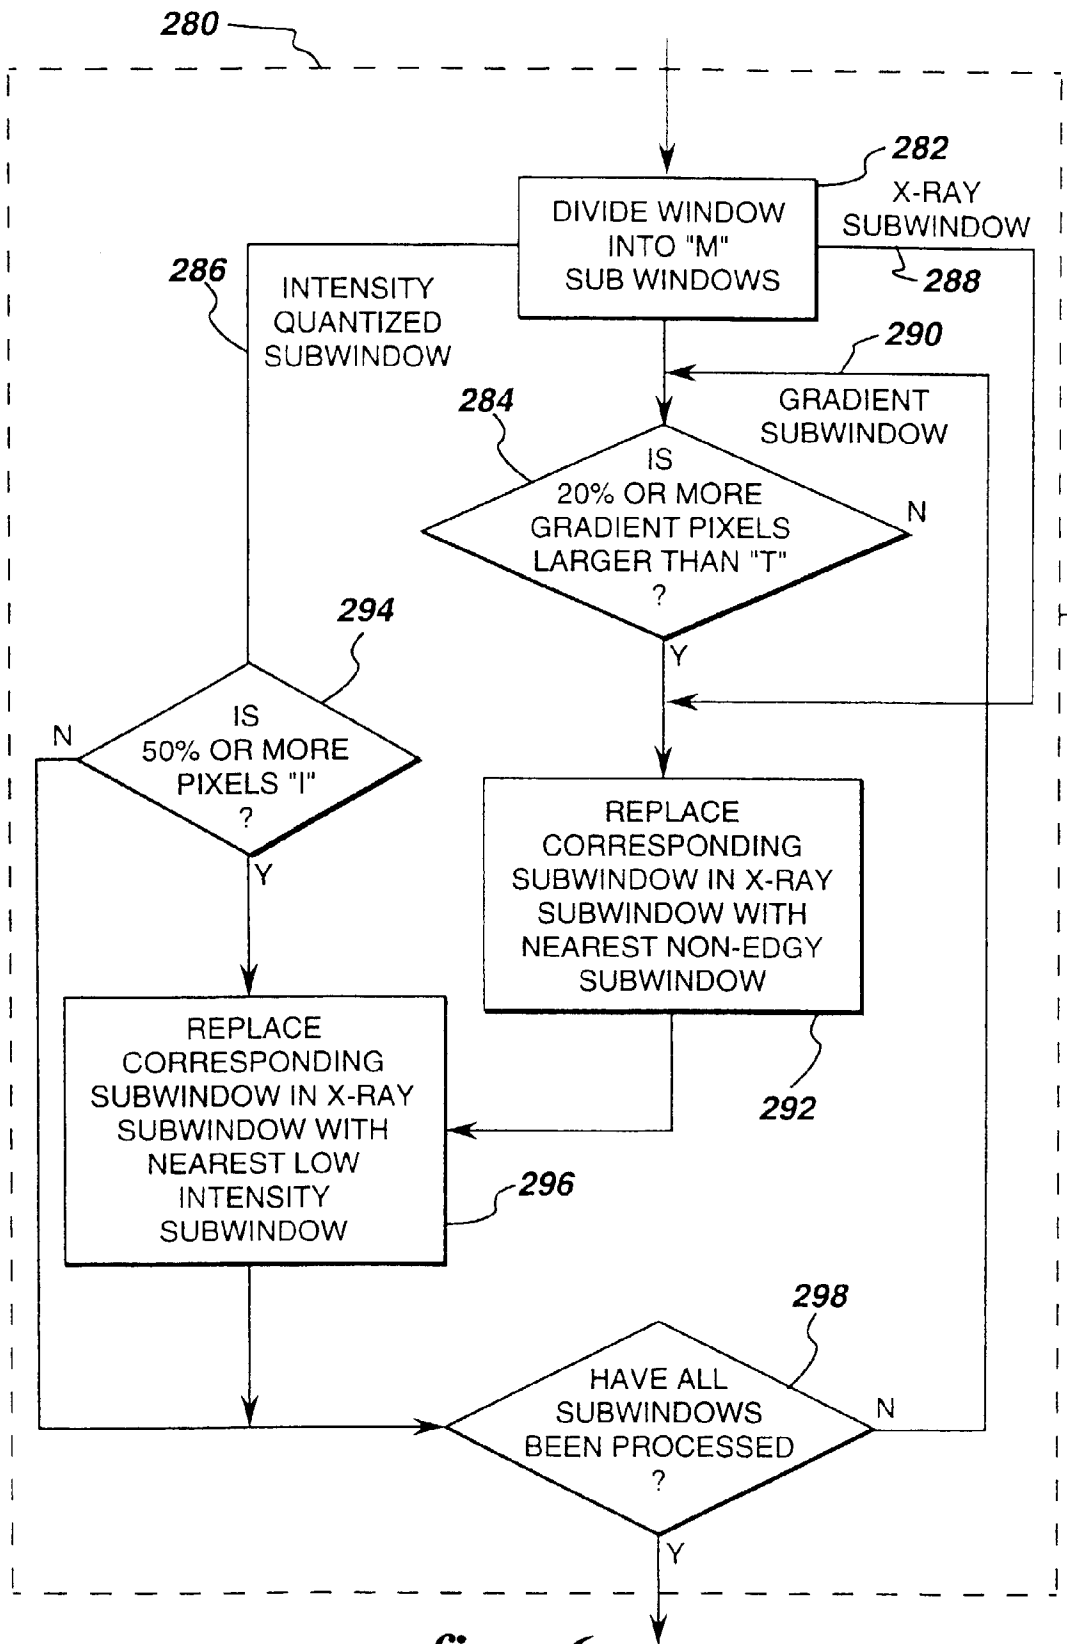 280
282
DIVIDE WINDOW
INTO "M"
SUB WINDOWS
X-RAY
SUBWINDOW
288
286
INTENSITY
QUANTIZED
SUBWINDOW
290
GRADIENT
SUBWINDOW
284
IS
20% OR MORE
GRADIENT PIXELS
LARGER THAN "T"
?
N
Y
294
IS
50% OR MORE
PIXELS "I"
?
N
Y
REPLACE
CORRESPONDING
SUBWINDOW IN X-RAY
SUBWINDOW WITH
NEAREST NON-EDGY
SUBWINDOW
292
REPLACE
CORRESPONDING
SUBWINDOW IN X-RAY
SUBWINDOW WITH
NEAREST LOW
INTENSITY
SUBWINDOW
296
298
HAVE ALL
SUBWINDOWS
BEEN PROCESSED
?
N
Y